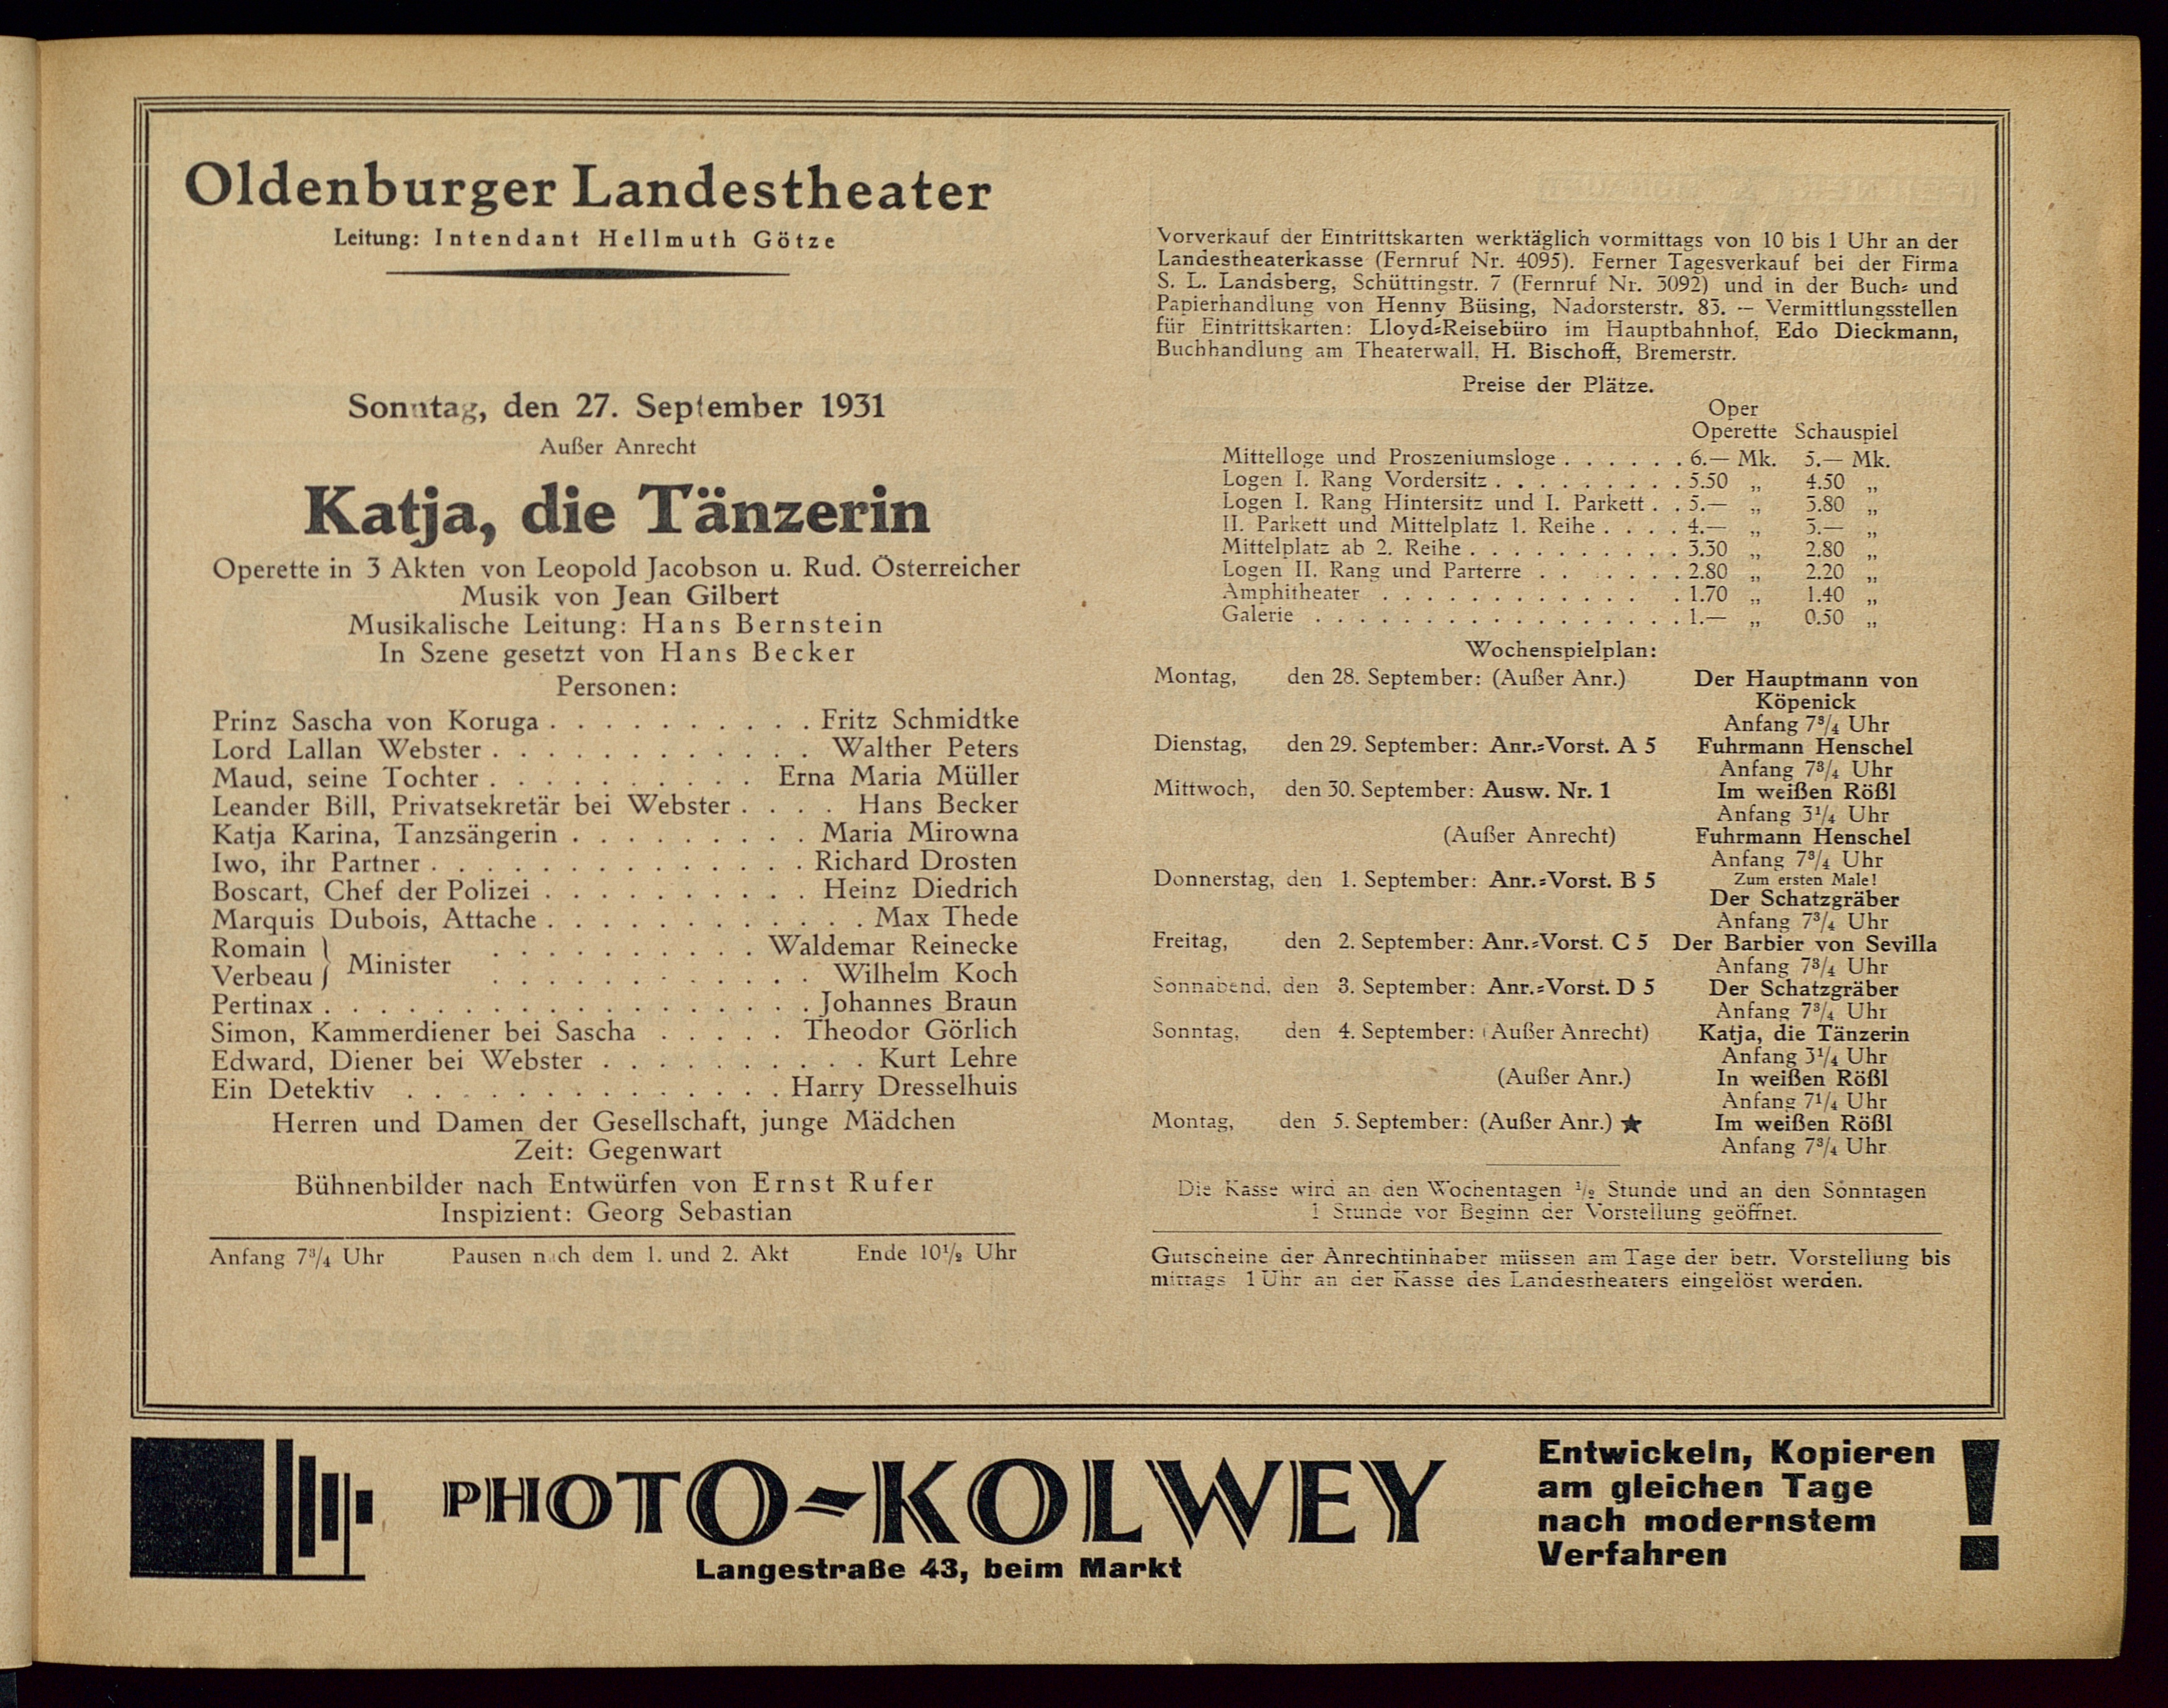 Oldenburger Landestheater
Leitung: Intendant Hellmuth Götze
Sonntag, den 27. September 1931
Außer Anrecht
Katja, die Tänzerin
Operette in 3 Akten von Leopold Jacobson u. Rud. Österreicher
Musik von Jean Gilbert
Musikalische Leitung: Hans Bernstein
In Szene gesetzt von Hans Becker
Personen:
Prinz Sascha von Koruga . . . . . . . . . . Fritz Schmidtke
Lord Lallan Webster . . . . . . . . . . . . Walther Peters
Maud, seine Tochter . . . . . . . . . . Erna Maria Müller
Leander Bill, Privatsekretär bei Webster . . . . Hans Becker
Katja Karina, Tanzsängerin . . . . . . . . . Maria Mirowna
Iwo, ihr Partner . . . . . . . . . . . . . . Richard Drosten
Boscart, Chef der Polizei . . . . . . . . . . Heinz Diedrich
Marquis Dubois, Attache . . . . . . . . . . . . Max Thede
Romain } Minister . . . . . . . . . . Waldemar Reinecke
Verbeau } . . . . . . . . . . . . Wilhelm Koch
Pertinax . . . . . . . . . . . . . . . . . . Johannes Braun
Simon, Kammerdiener bei Sascha . . . . . Theodor Görlich
Edward, Diener bei Webster . . . . . . . . . . Kurt Lehre
Ein Detektiv . . . . . . . . . . . . . . Harry Dresselhuis
Herren und Damen der Gesellschaft, junge Mädchen
Zeit: Gegenwart
Bühnenbilder nach Entwürfen von Ernst Rufer
Inspizient: Georg Sebastian
Anfang 7¾ Uhr Pausen nach dem 1. und 2. Akt Ende 10½ Uhr
Vorverkauf der Eintrittskarten werktäglich vormittags von 10 bis 1 Uhr an der
Landestheaterkasse (Fernruf Nr. 4095). Ferner Tagesverkauf bei der Firma
S. L. Landsberg, Schüttingstr. 7 (Fernruf Nr. 3092) und in der Buch- und
Papierhandlung von Henny Büsing, Nadorsterstr. 83. — Vermittlungsstellen
für Eintrittskarten: Lloyd-Reisebüro im Hauptbahnhof, Edo Dieckmann,
Buchhandlung am Theaterwall, H. Bischoff, Bremerstr.
Preise der Plätze.
Oper
Operette Schauspiel
Mittelloge und Proszeniumsloge . . . . . . 6.— Mk. 5.— Mk.
Logen I. Rang Vordersitz . . . . . . . . . 5.50 „ 4.50 „
Logen I. Rang Hintersitz und I. Parkett . . 5.— „ 3.80 „
II. Parkett und Mittelplatz 1. Reihe . . . . 4.— „ 3.— „
Mittelplatz ab 2. Reihe . . . . . . . . . . 3.30 „ 2.80 „
Logen II. Rang und Parterre . . . . . . . 2.80 „ 2.20 „
Amphitheater . . . . . . . . . . . . 1.70 „ 1.40 „
Galerie . . . . . . . . . . . . . . . . . 1.— „ 0.50 „
Wochenspielplan:
Montag, den 28. September: (Außer Anr.) Der Hauptmann von
Köpenick
Anfang 7¾ Uhr
Dienstag, den 29. September: Anr.-Vorst. A 5 Fuhrmann Henschel
Anfang 7¾ Uhr
Mittwoch, den 30. September: Ausw. Nr. 1 Im weißen Rößl
Anfang 3¼ Uhr
(Außer Anrecht) Fuhrmann Henschel
Anfang 7¾ Uhr
Zum ersten Male!
Donnerstag, den 1. September: Anr.-Vorst. B 5 Der Schatzgräber
Anfang 7¾ Uhr
Freitag, den 2. September: Anr.-Vorst. C 5 Der Barbier von Sevilla
Anfang 7¾ Uhr
Sonnabend, den 3. September: Anr.-Vorst. D 5 Der Schatzgräber
Anfang 7¾ Uhr
Sonntag, den 4. September: (Außer Anrecht) Katja, die Tänzerin
Anfang 3¼ Uhr
(Außer Anr.) In weißen Rößl
Anfang 7¼ Uhr
Montag, den 5. September: (Außer Anr.) ★ Im weißen Rößl
Anfang 7¾ Uhr
Die Kasse wird an den Wochentagen ½ Stunde und an den Sonntagen
1 Stunde vor Beginn der Vorstellung geöffnet.
Gutscheine der Anrechtinhaber müssen am Tage der betr. Vorstellung bis
mittags 1 Uhr an der Kasse des Landestheaters eingelöst werden.
PHOTO-KOLWEY
Langestraße 43, beim Markt
Entwickeln, Kopieren
am gleichen Tage
nach modernstem
Verfahren !